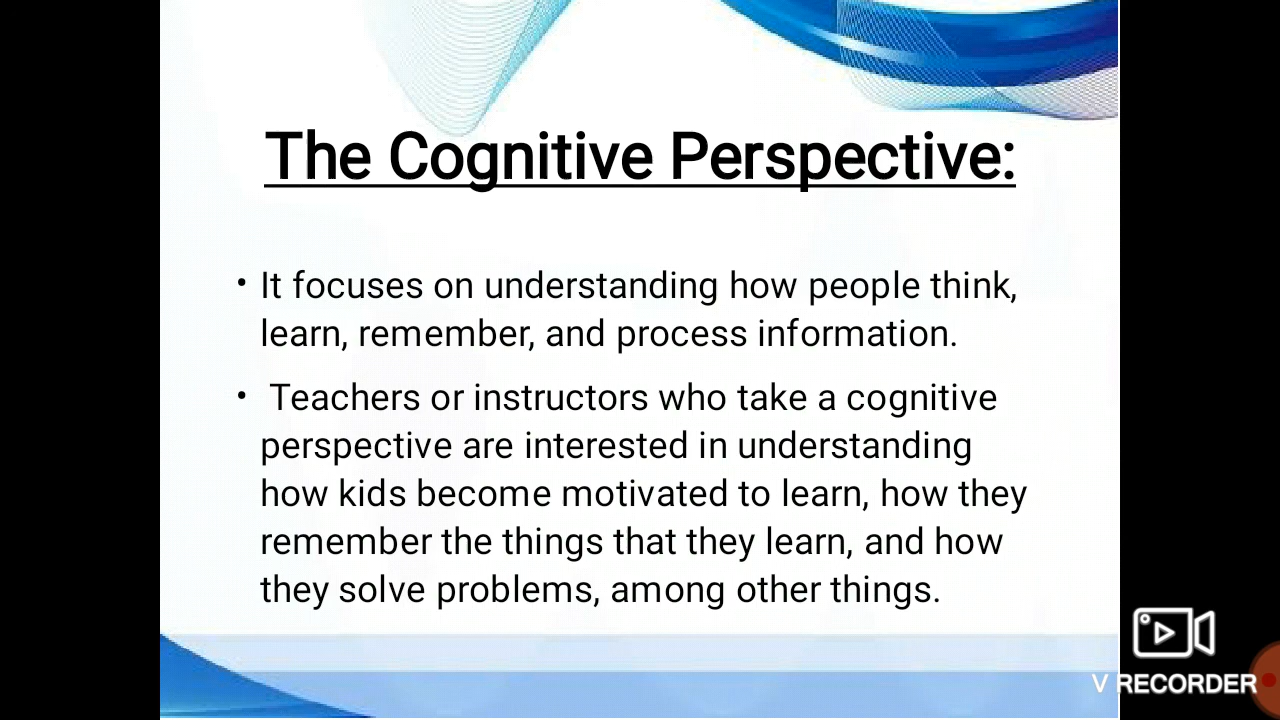 The Cognitive Perspective:
• It focuses on understanding how people think,
learn, remember, and process information.
• Teachers or instructors who take a cognitive
perspective are interested in understanding
how kids become motivated to learn, how they
remember the things that they learn, and how
they solve problems, among other things.
V RECORDER